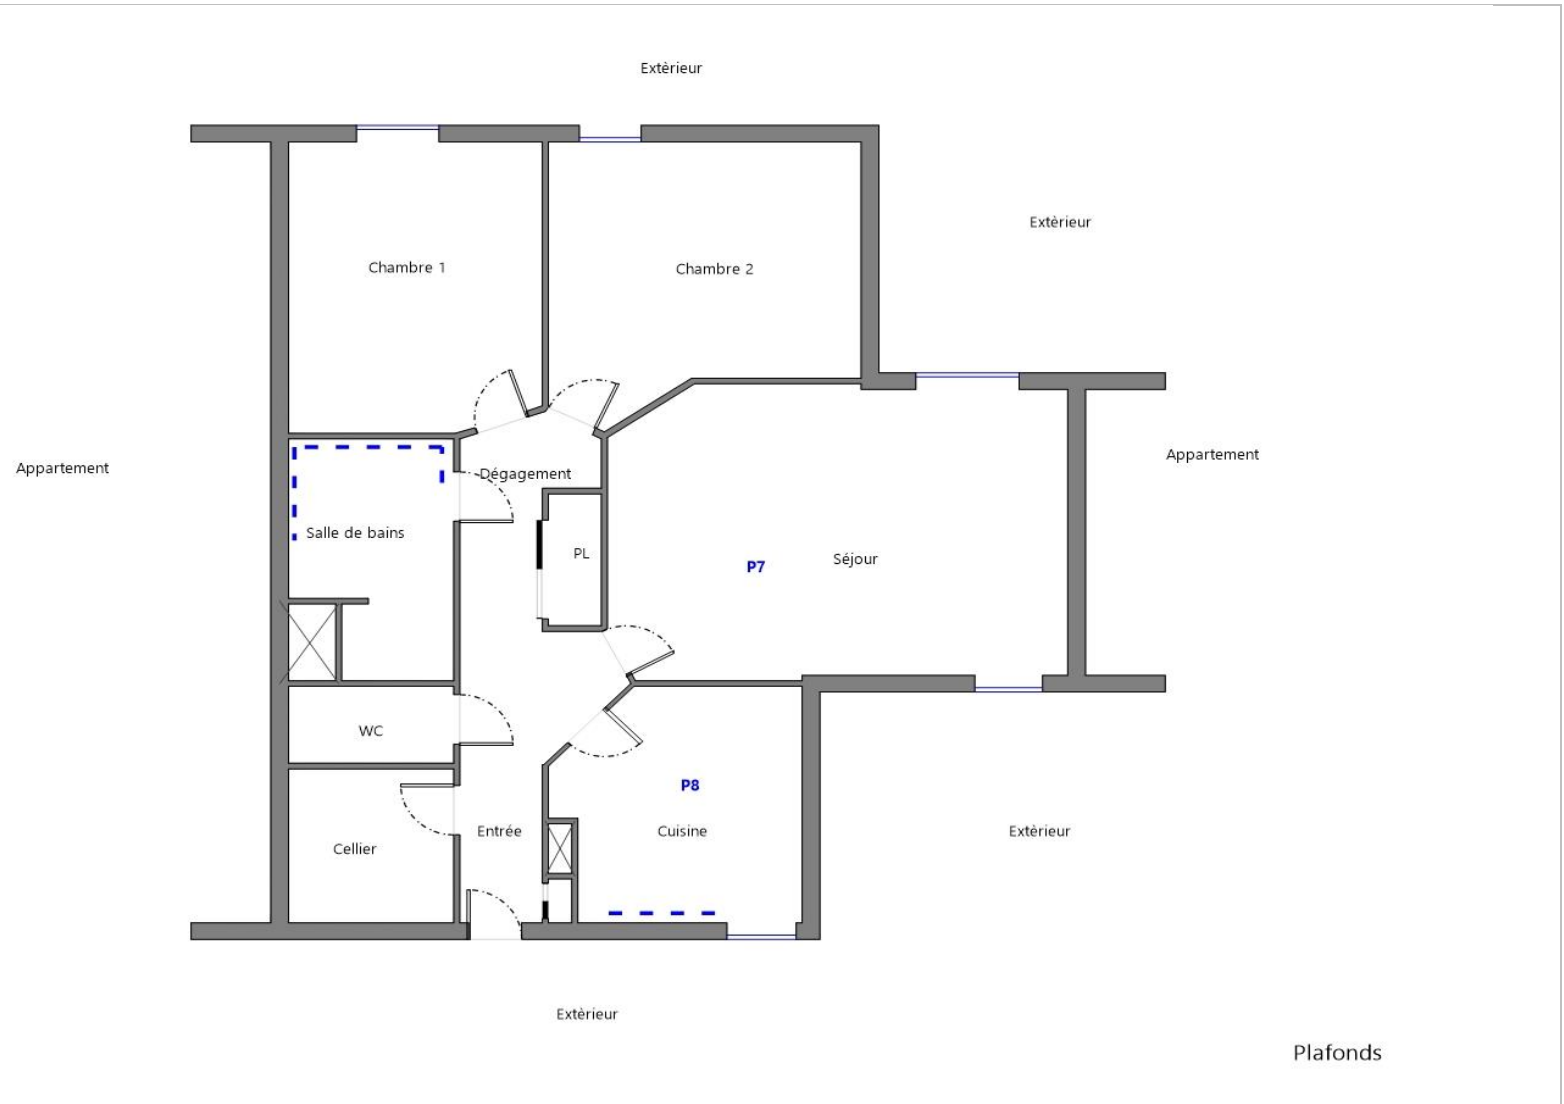 Extèrieur
Extèrieur
Chambre 1
Chambre 2
Appartement
Appartement
Dégagement
Salle de bains
PL
P7
Séjour
WC
P8
Entrée
Cuisine
Extèrieur
Cellier
Extèrieur
Plafonds